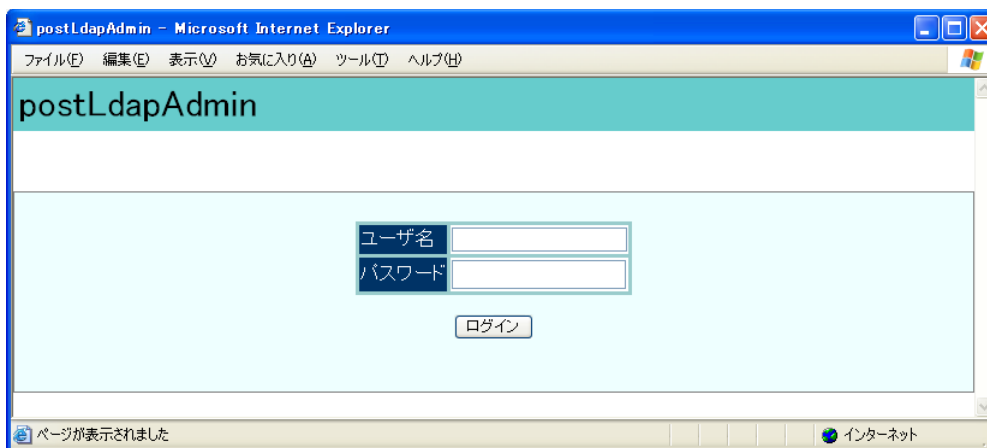 postLdapAdmin - Microsoft Internet Explorer
ファイル(F) 編集(E) 表示(V) お気に入り(A) ツール(T) ヘルプ(H)
postLdapAdmin
ユーザ名
パスワード
ログイン
ページが表示されました インターネット